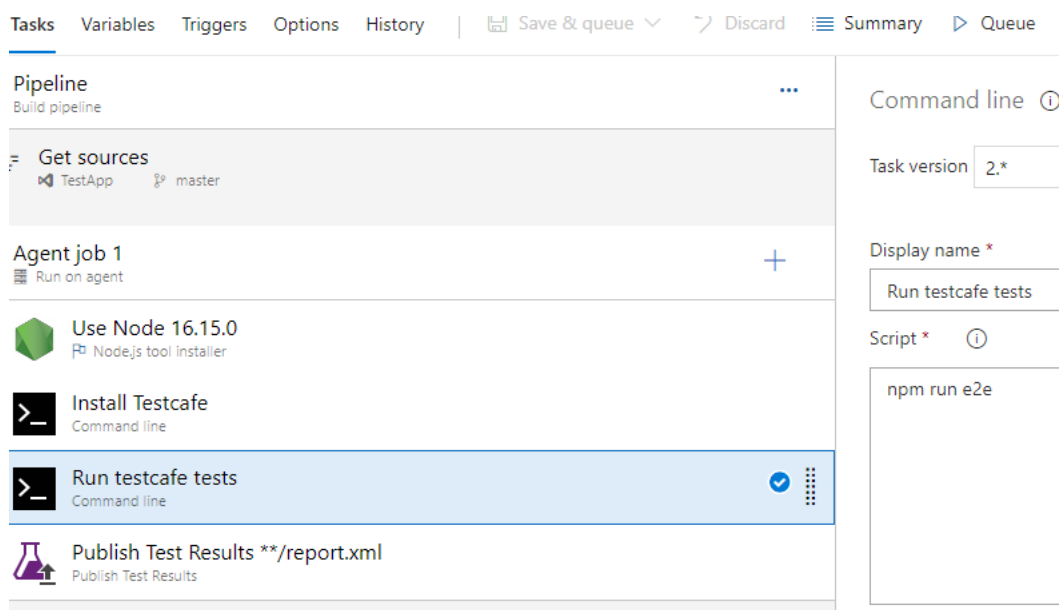 Tasks Variables Triggers Options History Save & queue Discard Summary Queue
Pipeline
Build pipeline
Get sources
TestApp master
Agent job 1
Run on agent
Use Node 16.15.0
Node.js tool installer
Install Testcafe
Command line
Run testcafe tests
Command line
Publish Test Results **/report.xml
Publish Test Results
Command line
Task version 2.*
Display name *
Run testcafe tests
Script *
npm run e2e